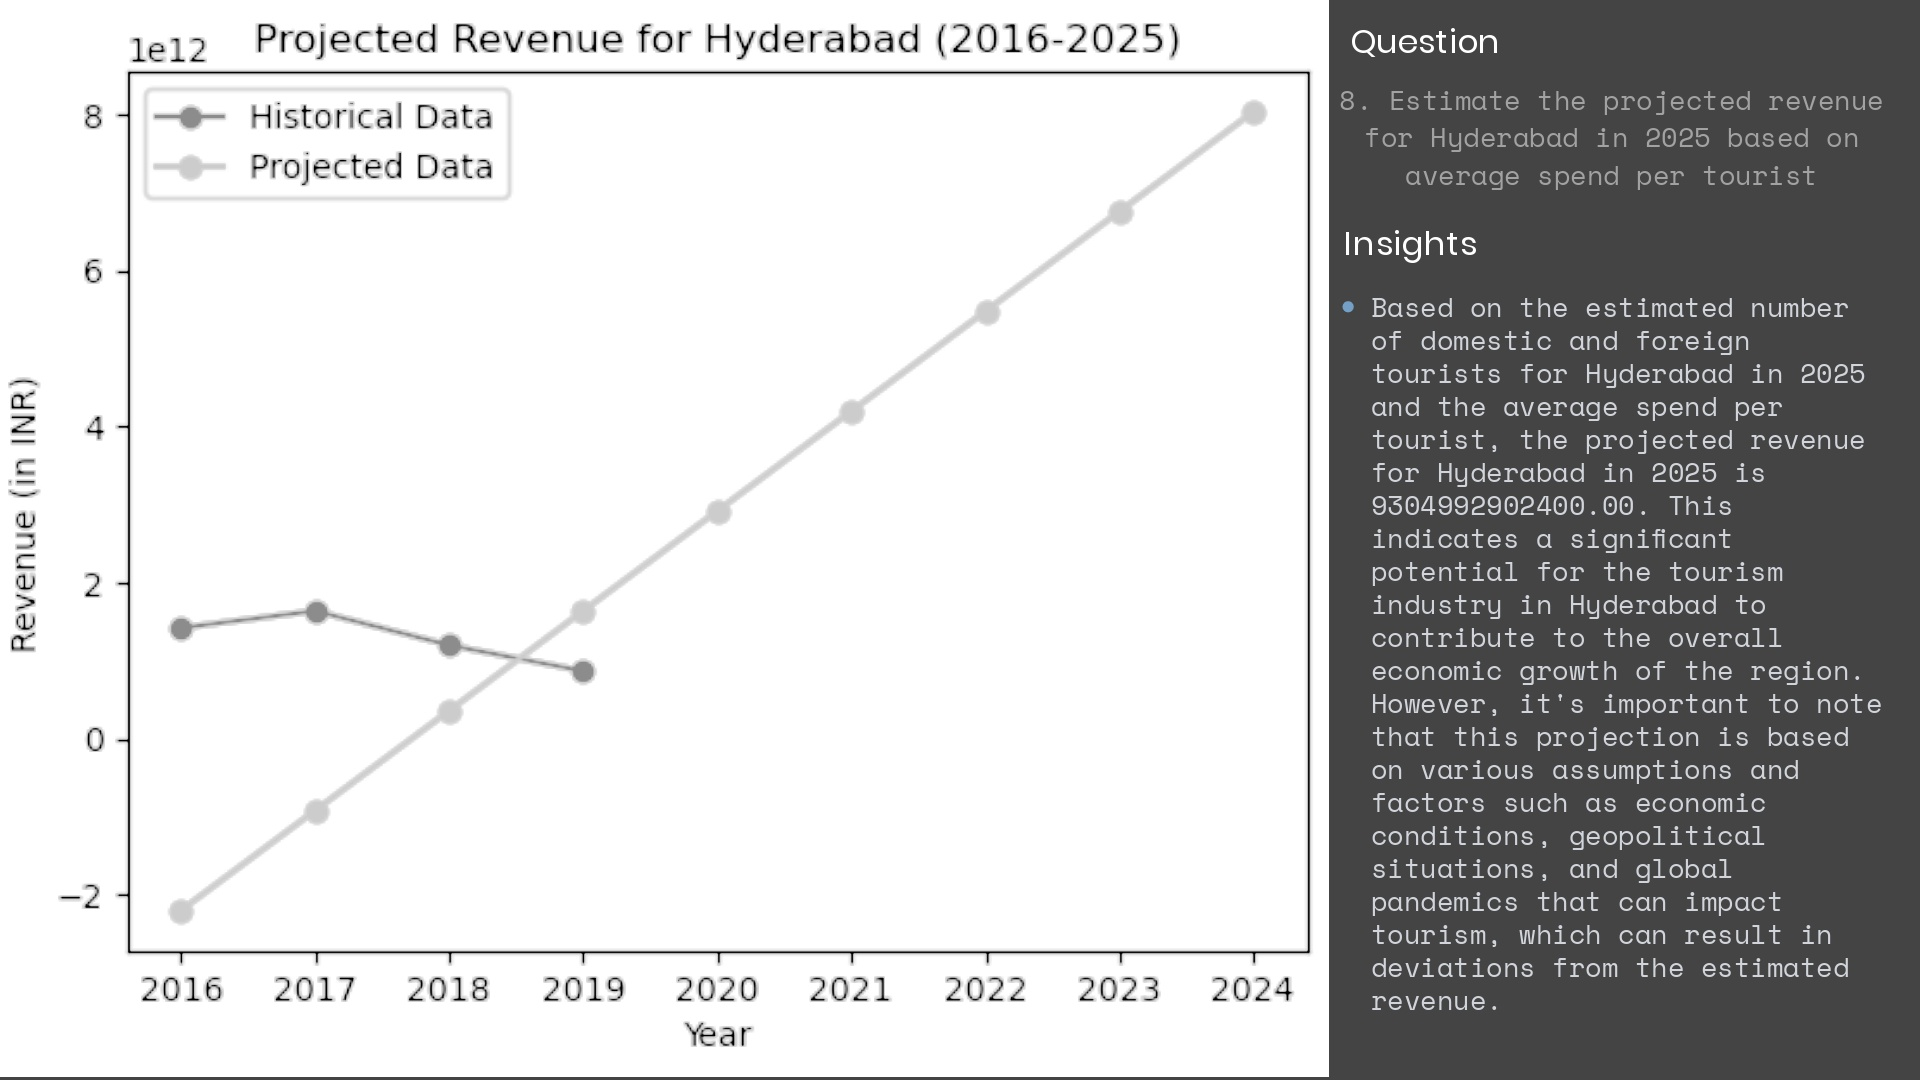 Projected Revenue for Hyderabad (2016-2025)
1e12
Historical Data
Projected Data
8
6
4
2
0
−2
Revenue (in INR)
2016 2017 2018 2019 2020 2021 2022 2023 2024
Year
Question
8. Estimate the projected revenue
for Hyderabad in 2025 based on
average spend per tourist
Insights
Based on the estimated number
of domestic and foreign
tourists for Hyderabad in 2025
and the average spend per
tourist, the projected revenue
for Hyderabad in 2025 is
9304992902400.00. This
indicates a significant
potential for the tourism
industry in Hyderabad to
contribute to the overall
economic growth of the region.
However, it's important to note
that this projection is based
on various assumptions and
factors such as economic
conditions, geopolitical
situations, and global
pandemics that can impact
tourism, which can result in
deviations from the estimated
revenue.